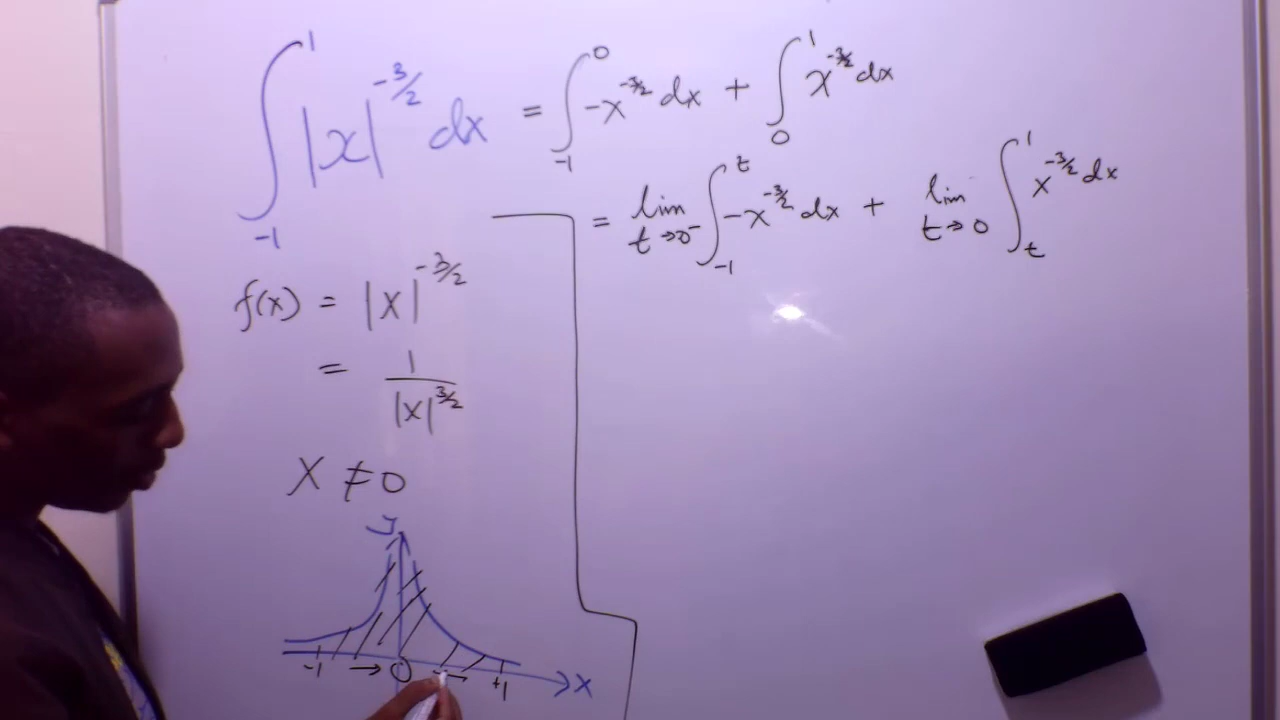 ∫_{-1}^{1} |x|^{-3/2} dx = ∫_{-1}^{0} -x^{-3/2} dx + ∫_{0}^{1} x^{-3/2} dx
= lim_{t→0^-} ∫_{-1}^{t} -x^{-3/2} dx + lim_{t→0} ∫_{t}^{1} x^{-3/2} dx
f(x) = |x|^{-3/2}
= 1/|x|^{3/2}
x ≠ 0
y
-1 → 0 → +1 x